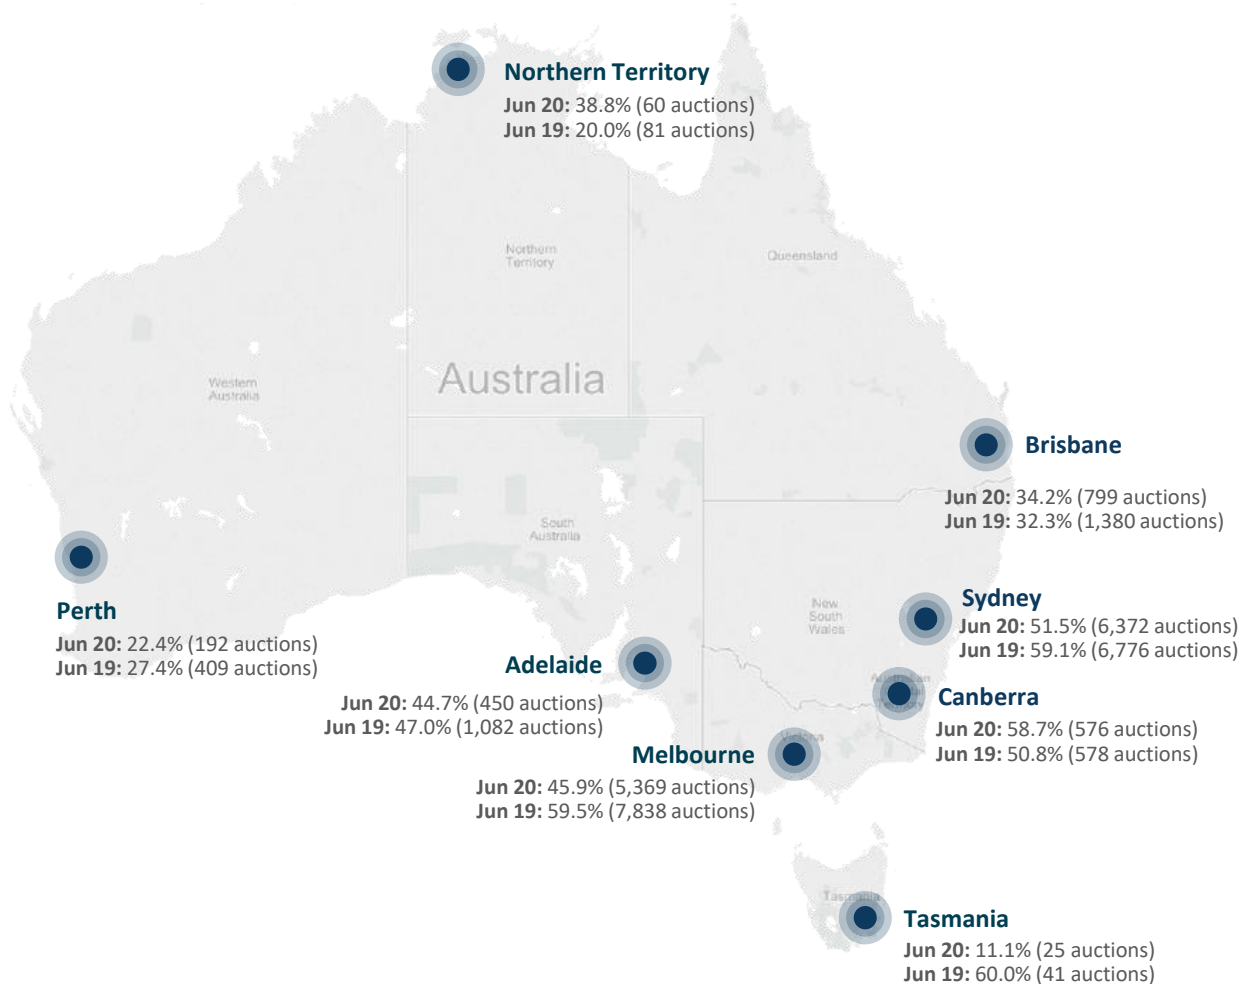 Northern Territory
Jun 20: 38.8% (60 auctions)
Jun 19: 20.0% (81 auctions)
Northern
Territory
Queensland
Australia
Western
Australia
Brisbane
Jun 20: 34.2% (799 auctions)
Jun 19: 32.3% (1,380 auctions)
South
Australia
Perth
Jun 20: 22.4% (192 auctions)
Jun 19: 27.4% (409 auctions)
New
South
Wales
Sydney
Jun 20: 51.5% (6,372 auctions)
Jun 19: 59.1% (6,776 auctions)
Adelaide
Jun 20: 44.7% (450 auctions)
Jun 19: 47.0% (1,082 auctions)
Canberra
Jun 20: 58.7% (576 auctions)
Jun 19: 50.8% (578 auctions)
Victoria
Melbourne
Jun 20: 45.9% (5,369 auctions)
Jun 19: 59.5% (7,838 auctions)
Tasmania
Tasmania
Jun 20: 11.1% (25 auctions)
Jun 19: 60.0% (41 auctions)